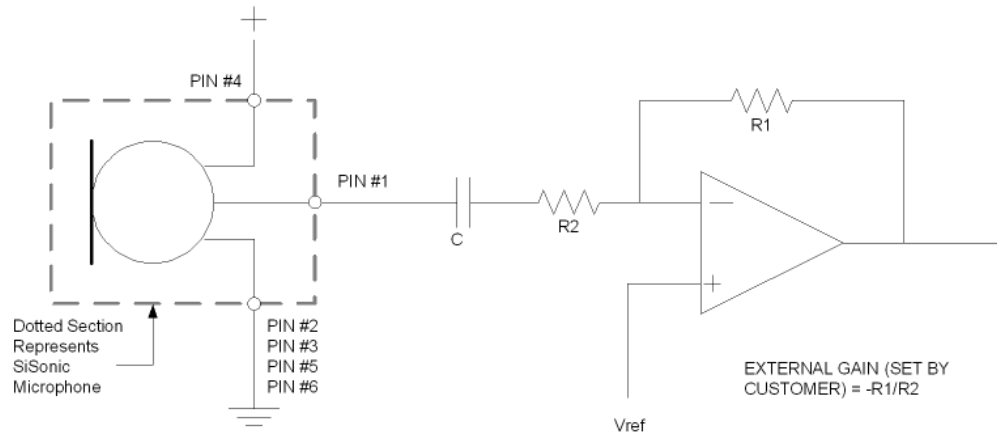 PIN #4
PIN #1
C
R2
R1
Dotted Section
Represents
SiSonic
Microphone
PIN #2
PIN #3
PIN #5
PIN #6
Vref
EXTERNAL GAIN (SET BY
CUSTOMER) = -R1/R2